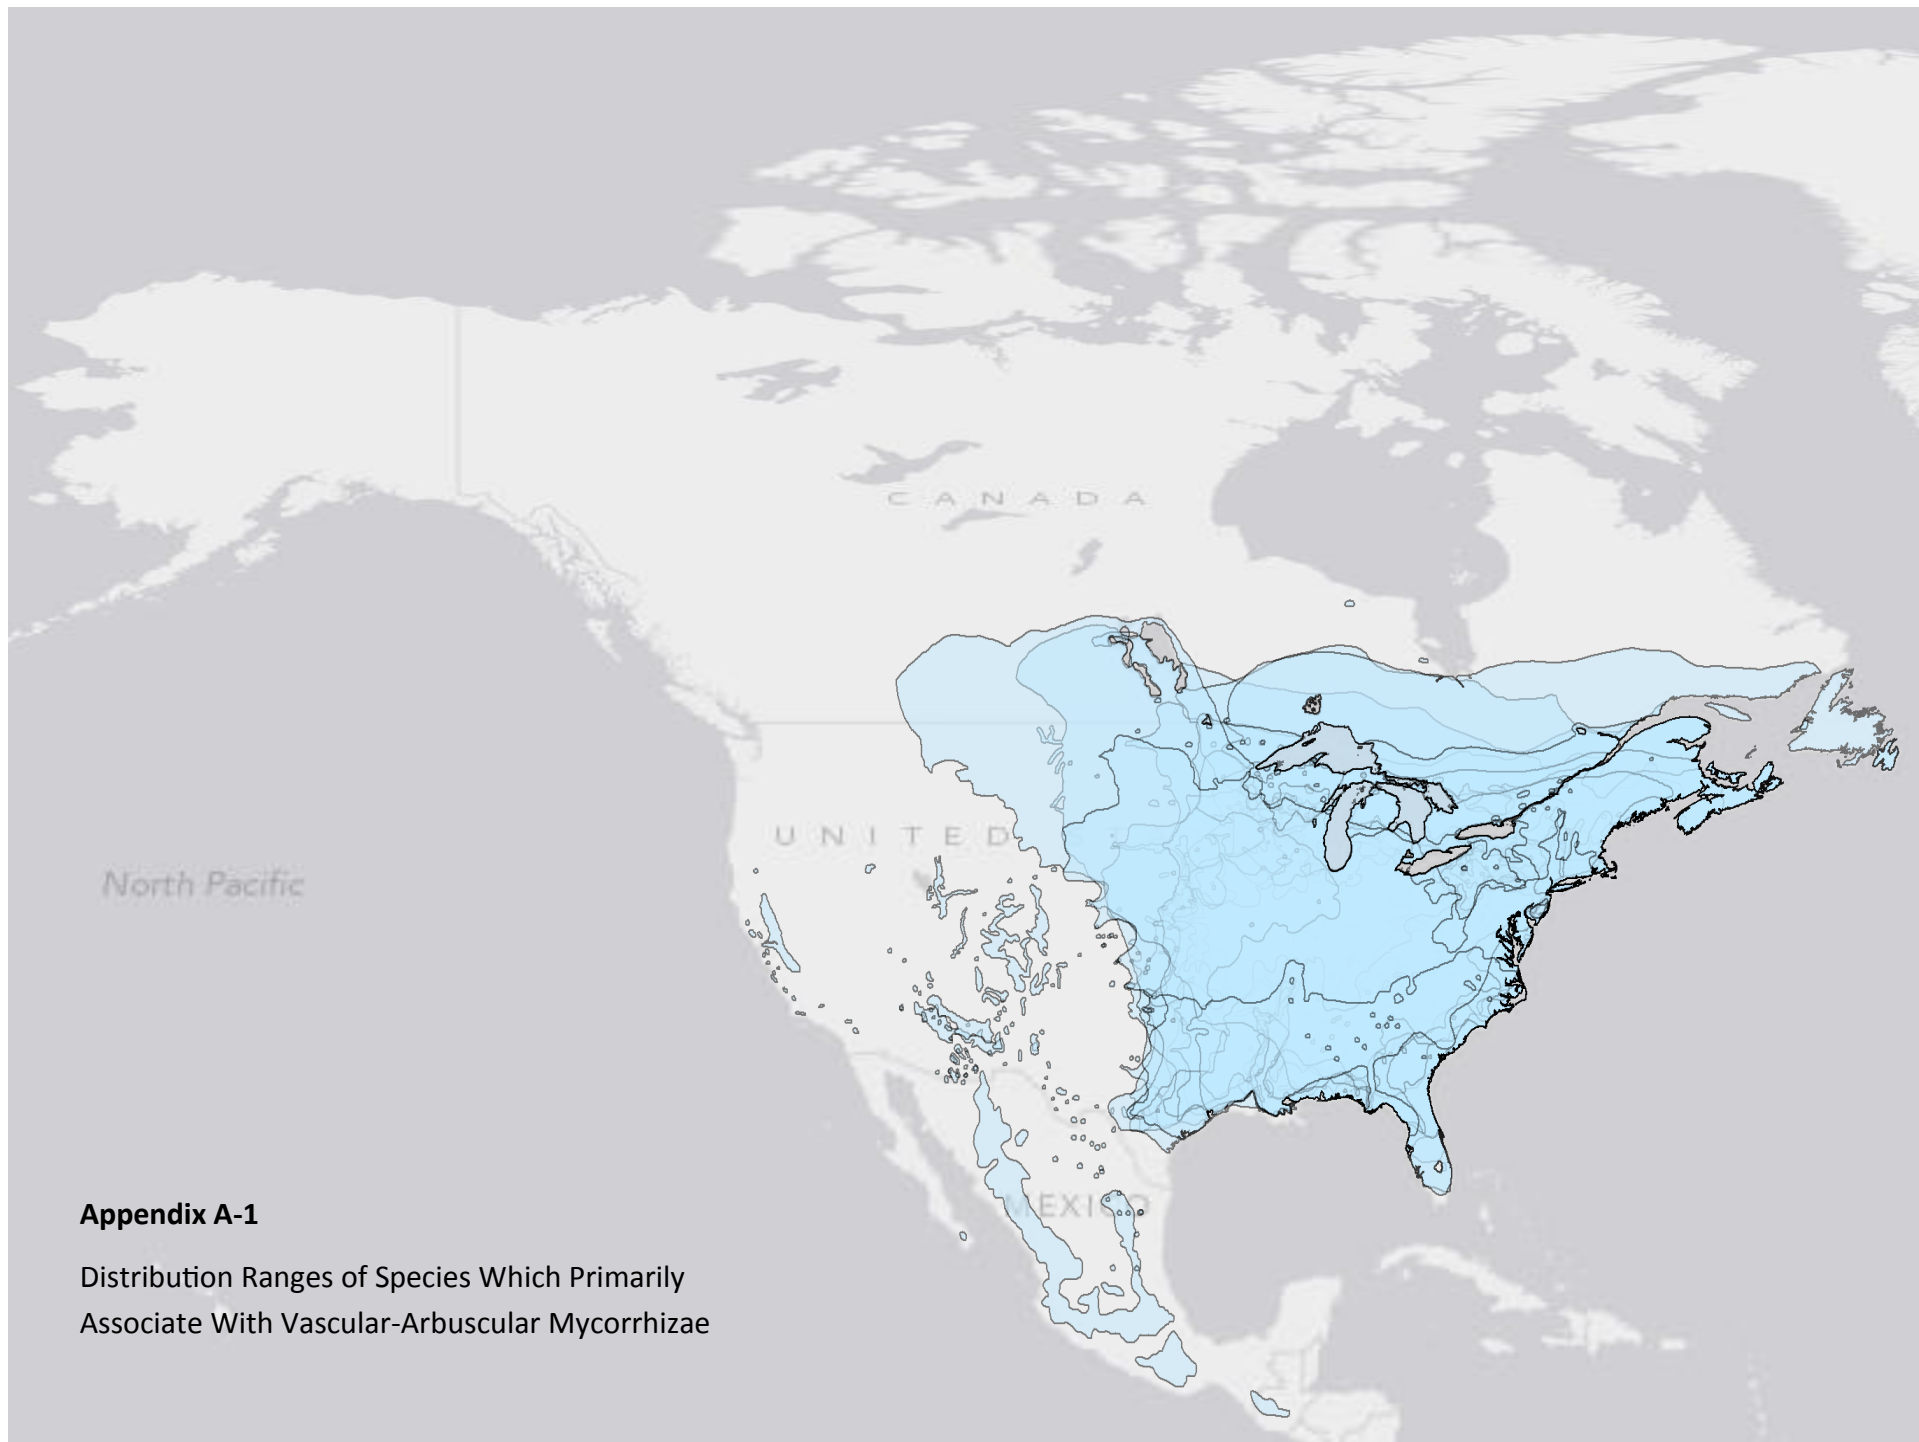 CANADA
UNITED
North Pacific
MEXICO
Appendix A-1
Distribution Ranges of Species Which Primarily
Associate With Vascular-Arbuscular Mycorrhizae